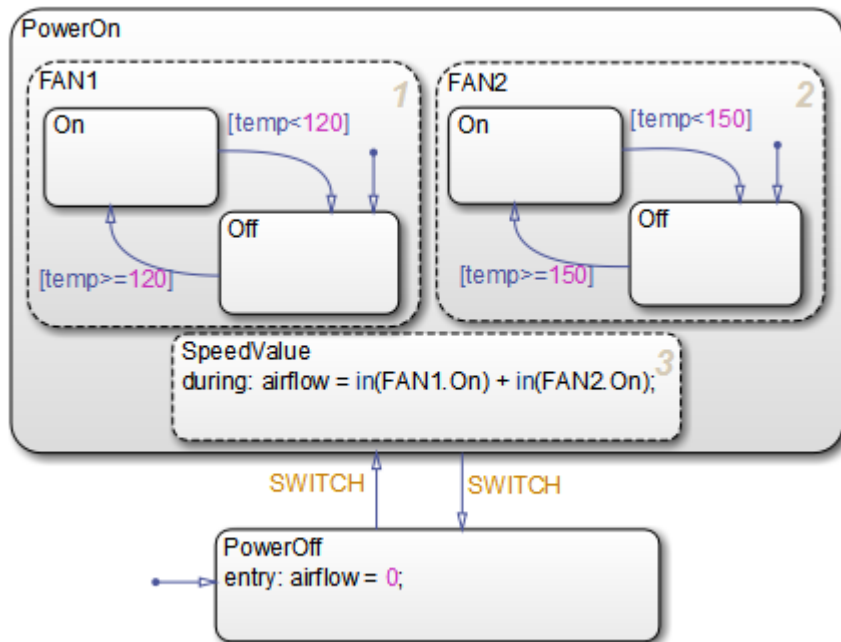 PowerOn
FAN1
1
On
[temp<120]
Off
[temp>=120]
FAN2
2
On
[temp<150]
Off
[temp>=150]
SpeedValue
3
during: airflow = in(FAN1.On) + in(FAN2.On);
SWITCH
SWITCH
PowerOff
entry: airflow = 0;